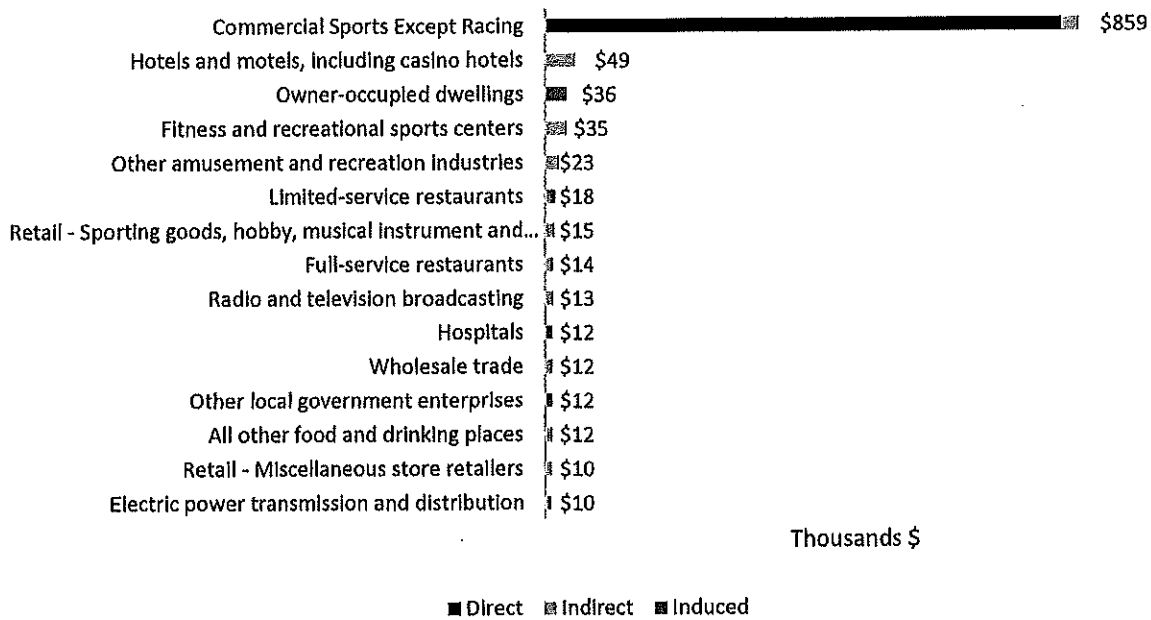 Commercial Sports Except Racing $859
Hotels and motels, including casino hotels $49
Owner-occupied dwellings $36
Fitness and recreational sports centers $35
Other amusement and recreation industries $23
Limited-service restaurants $18
Retail - Sporting goods, hobby, musical instrument and... $15
Full-service restaurants $14
Radio and television broadcasting $13
Hospitals $12
Wholesale trade $12
Other local government enterprises $12
All other food and drinking places $12
Retail - Miscellaneous store retailers $10
Electric power transmission and distribution $10
Thousands $
Direct Indirect Induced